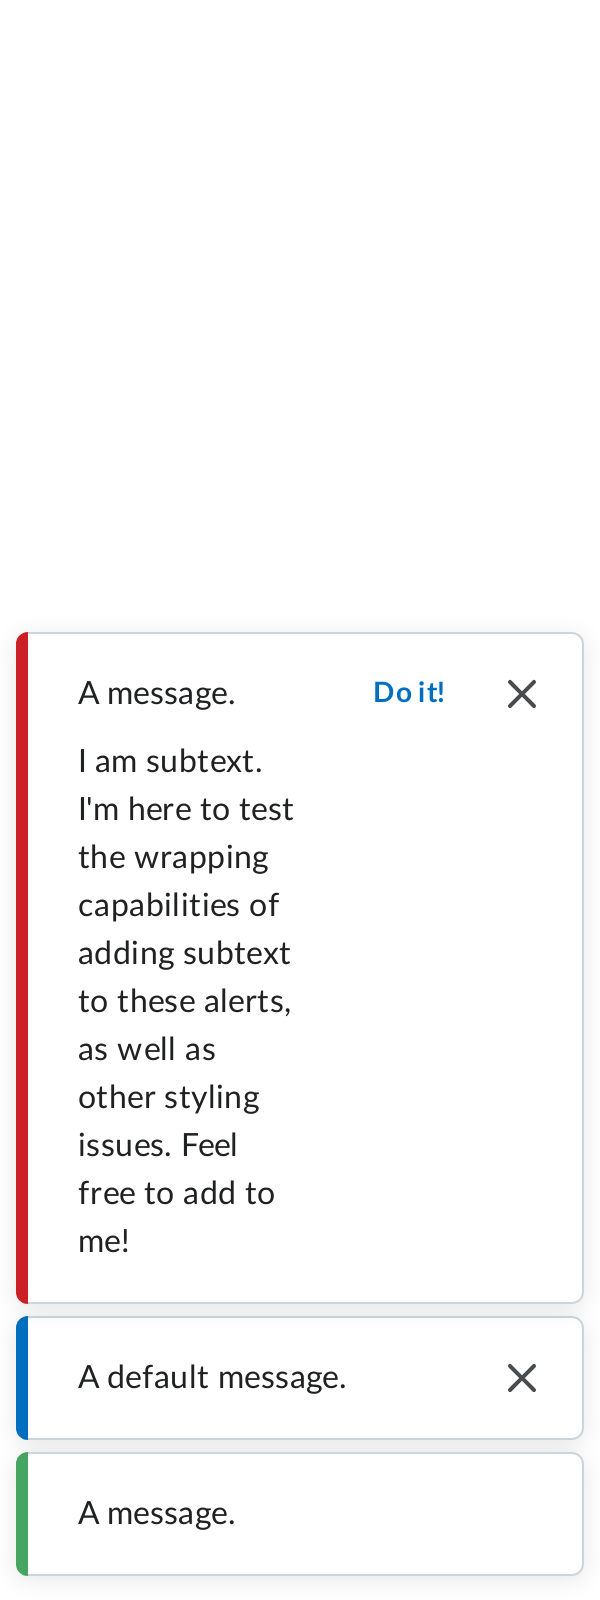 A message. Do it!
I am subtext.
I'm here to test
the wrapping
capabilities of
adding subtext
to these alerts,
as well as
other styling
issues. Feel
free to add to
me!
A default message.
A message.